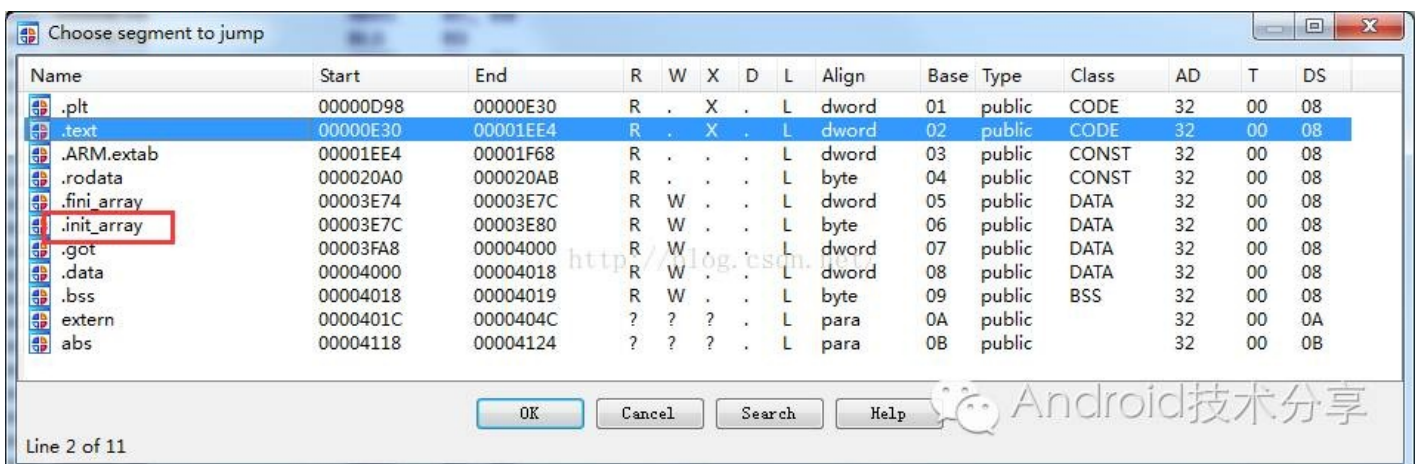 Choose segment to jump
Name Start End R W X D L Align Base Type Class AD T DS
.plt 00000D98 00000E30 R . X . L dword 01 public CODE 32 00 08
.text 00000E30 00001EE4 R . X . L dword 02 public CODE 32 00 08
.ARM.extab 00001EE4 00001F68 R . . . L dword 03 public CONST 32 00 08
.rodata 000020A0 000020AB R . . . L byte 04 public CONST 32 00 08
.fini_array 00003E74 00003E7C R W . . L dword 05 public DATA 32 00 08
.init_array 00003E7C 00003E80 R W . . L byte 06 public DATA 32 00 08
.got 00003FA8 00004000 R W . . L dword 07 public DATA 32 00 08
http://blog.csdn.net/
.data 00004000 00004018 R W . . L dword 08 public DATA 32 00 08
.bss 00004018 00004019 R W . . L byte 09 public BSS 32 00 08
extern 0000401C 0000404C ? ? ? . L para 0A public 32 00 0A
abs 00004118 00004124 ? ? ? . L para 0B public 32 00 0B
OK Cancel Search Help
Android技术分享
Line 2 of 11